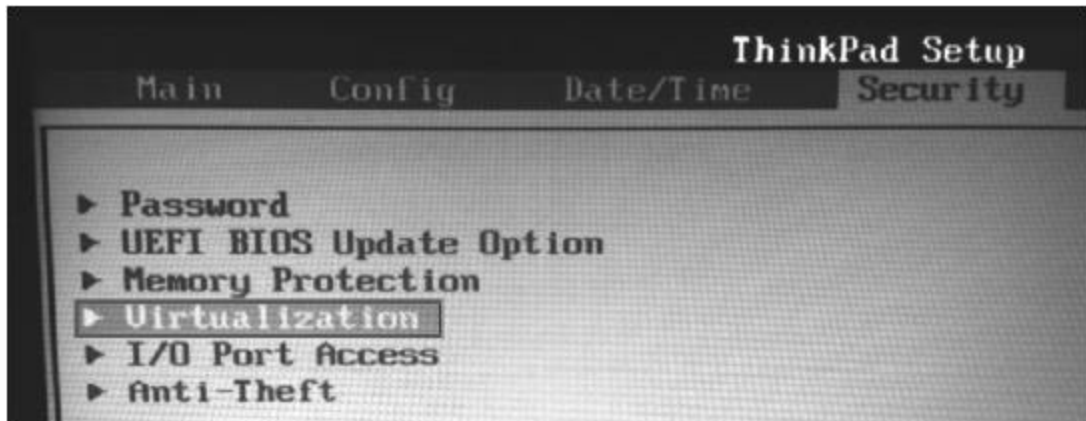 ThinkPad Setup
Main Config Date/Time Security
Password
UEFI BIOS Update Option
Memory Protection
Virtualization
I/O Port Access
Anti-Theft